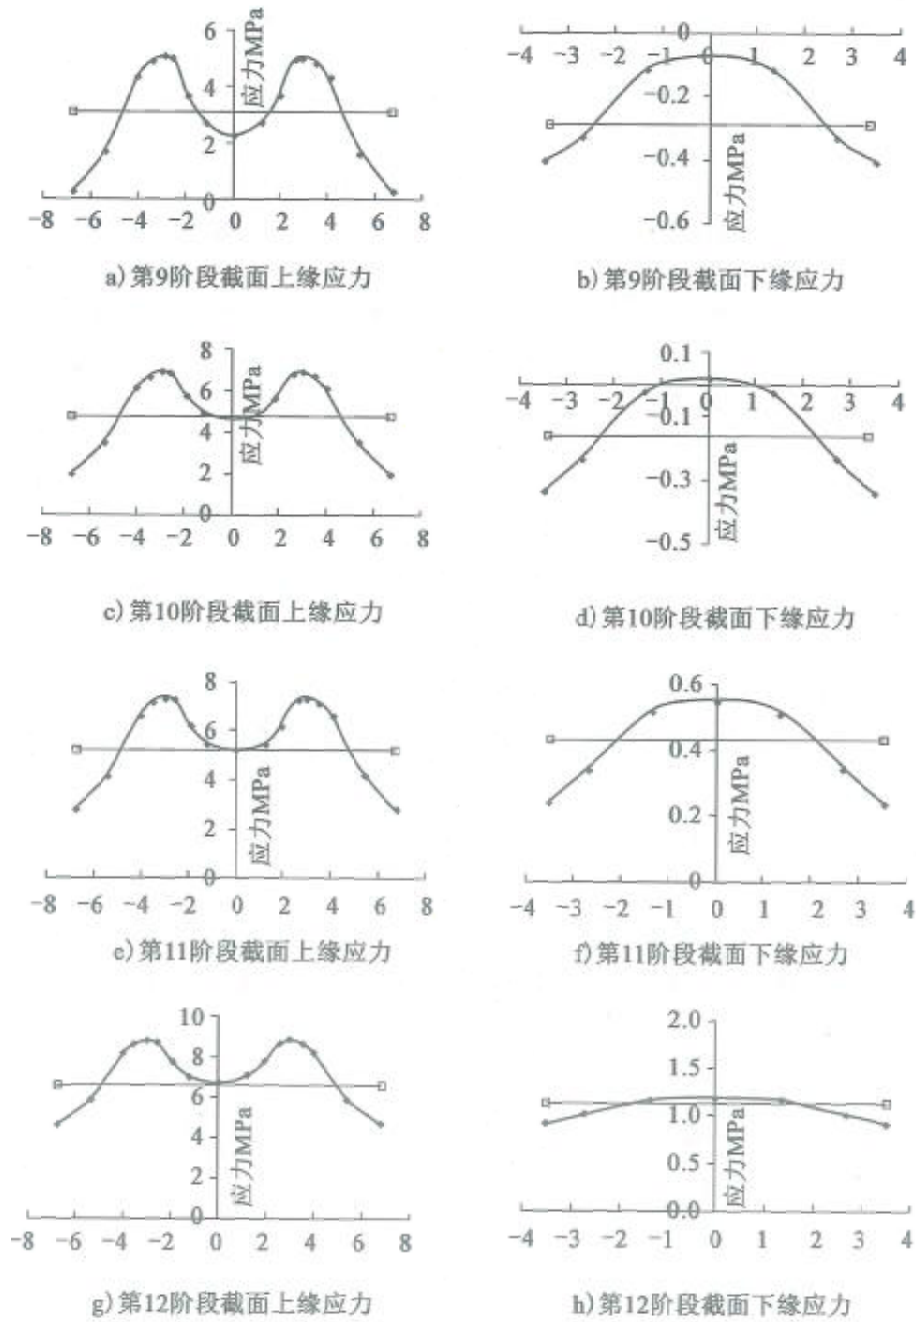 6
4
2
0
应力MPa
-8 -6 -4 -2 0 2 4 6 8
a)第9阶段截面上缘应力
-4 -3 -2 -1 0 1 2 3 4
-0
-0.2
-0.4
-0.6
应力MPa
b)第9阶段截面下缘应力
8
6
4
2
0
应力MPa
-8 -6 -4 -2 0 2 4 6 8
c)第10阶段截面上缘应力
0.1
-4 -3 -2 -1 0 1 2 3 4
-0.1
-0.3
-0.5
应力MPa
d)第10阶段截面下缘应力
8
6
4
2
0
应力MPa
-8 -6 -4 -2 0 2 4 6 8
e)第11阶段截面上缘应力
0.6
0.4
0.2
0
应力MPa
-4 -3 -2 -1 0 1 2 3 4
f)第11阶段截面下缘应力
10
8
6
4
2
0
应力MPa
-8 -6 -4 -2 0 2 4 6 8
g)第12阶段截面上缘应力
2.0
1.5
1.0
0.5
0.0
应力MPa
-4 -3 -2 -1 0 1 2 3 4
h)第12阶段截面下缘应力